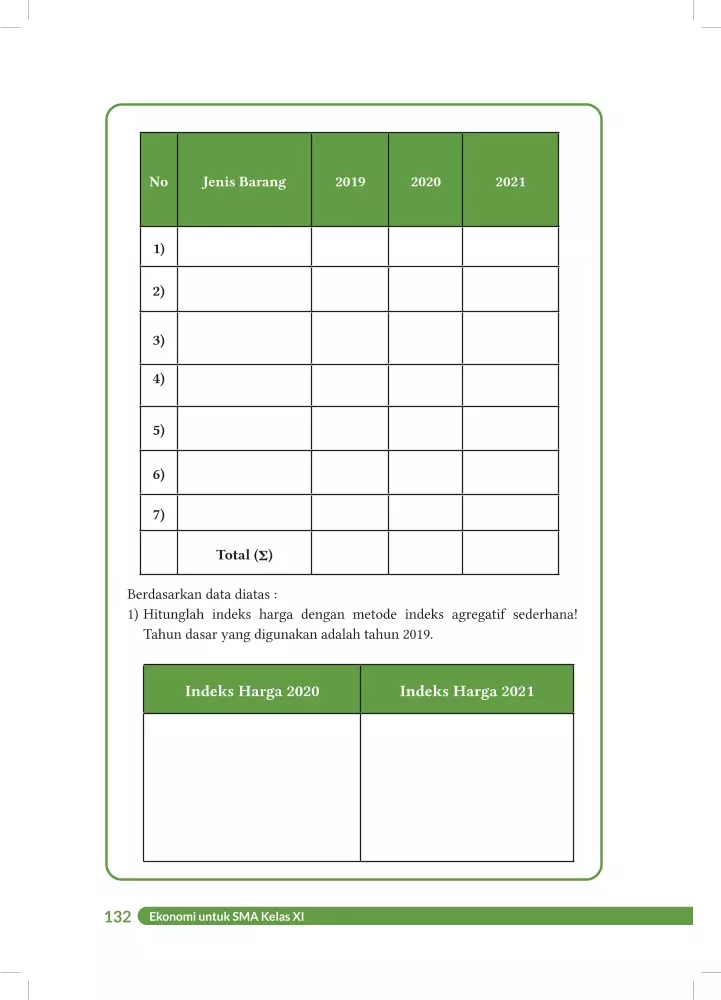 No Jenis Barang 2019 2020 2021
1)
2)
3)
4)
5)
6)
7)
Total (Σ)
Berdasarkan data diatas :
1) Hitunglah indeks harga dengan metode indeks agregatif sederhana!
Tahun dasar yang digunakan adalah tahun 2019.
Indeks Harga 2020 Indeks Harga 2021
132 Ekonomi untuk SMA Kelas XI